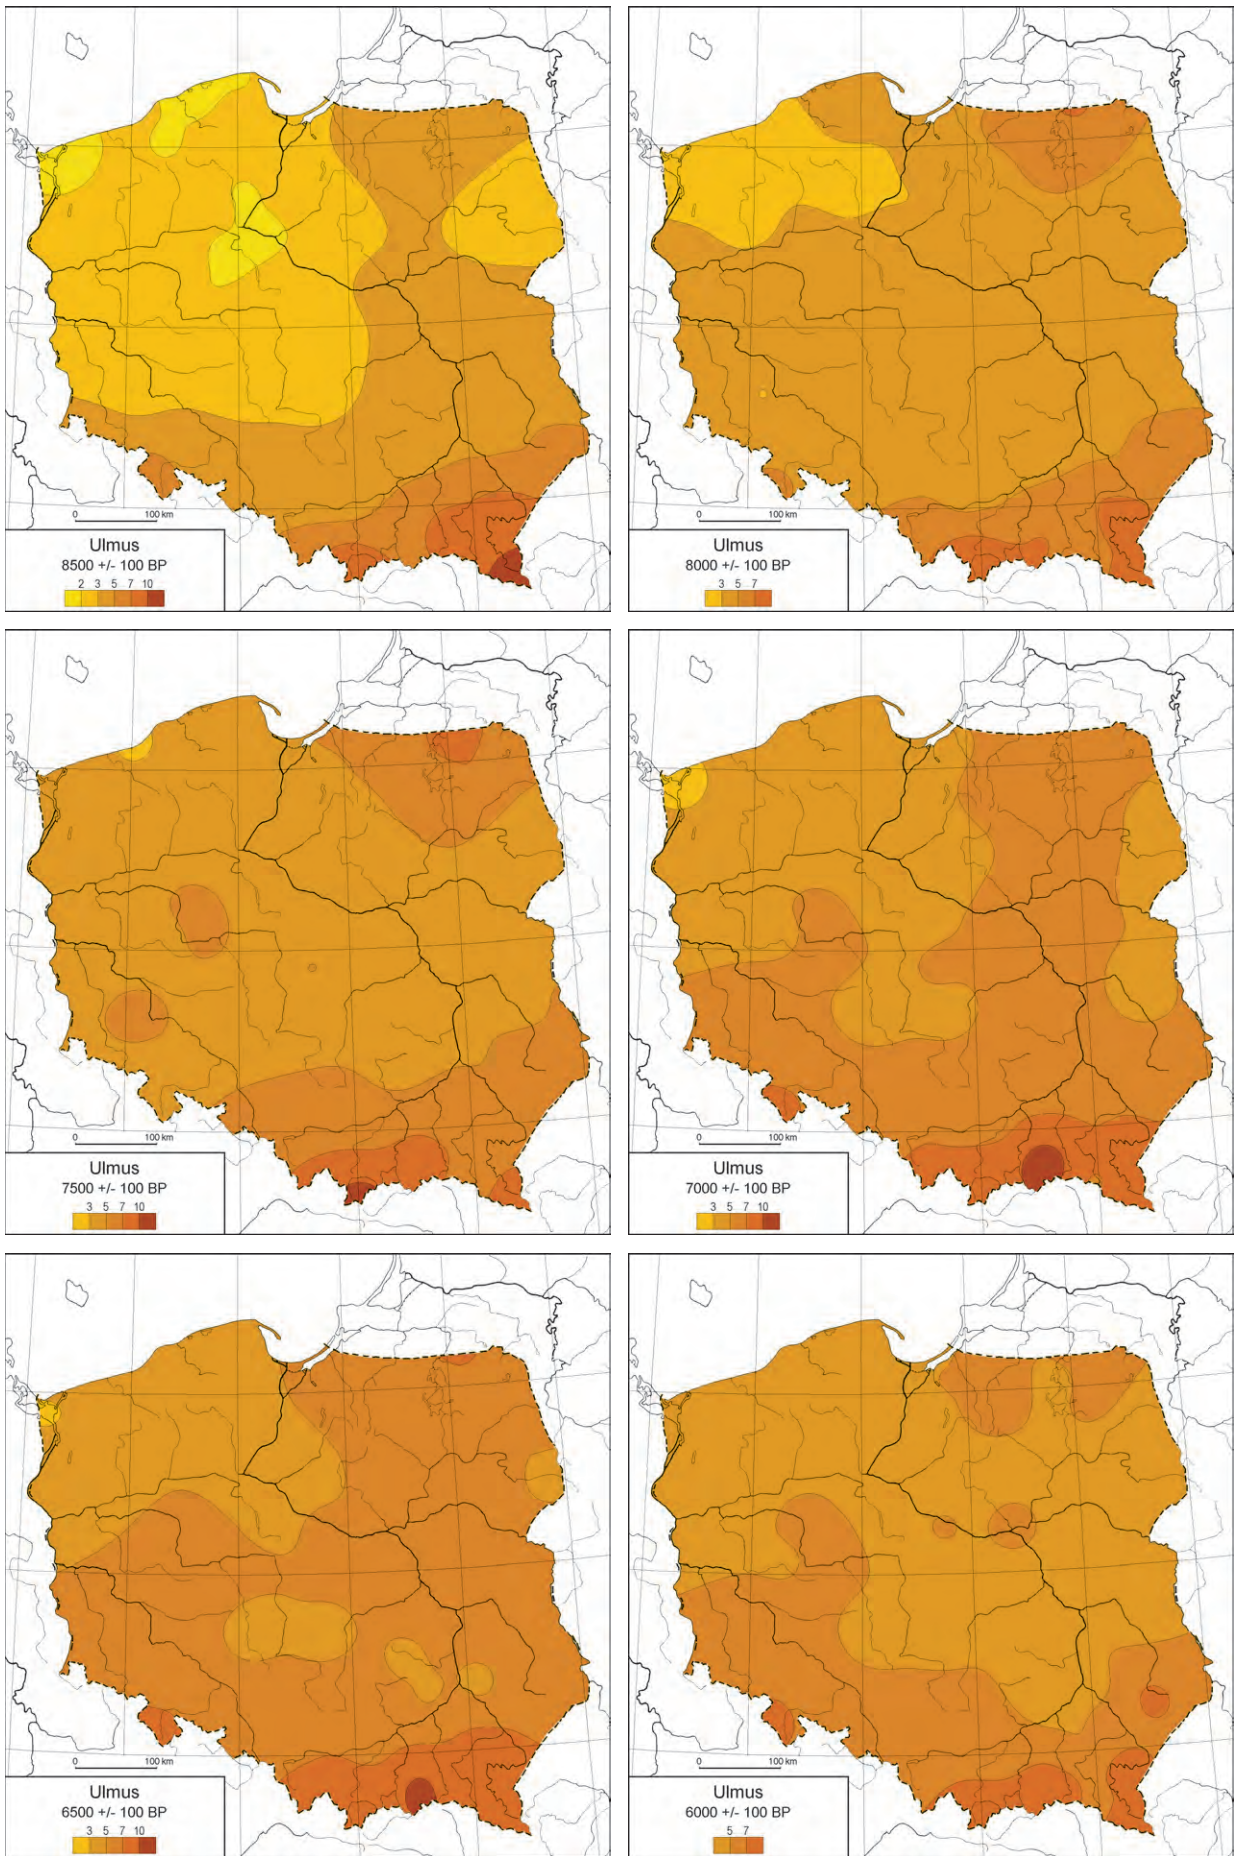 0 100 km
Ulmus
8500 +/- 100 BP
2 3 5 7 10
0 100 km
Ulmus
8000 +/- 100 BP
3 5 7
0 100 km
Ulmus
7500 +/- 100 BP
3 5 7 10
0 100 km
Ulmus
7000 +/- 100 BP
3 5 7 10
0 100 km
Ulmus
6500 +/- 100 BP
3 5 7 10
0 100 km
Ulmus
6000 +/- 100 BP
5 7